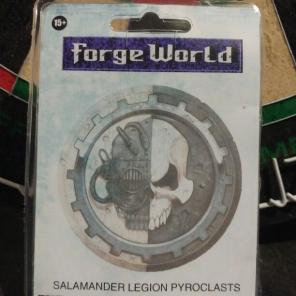 15+
Forge World
SALAMANDER LEGION PYROCLASTS